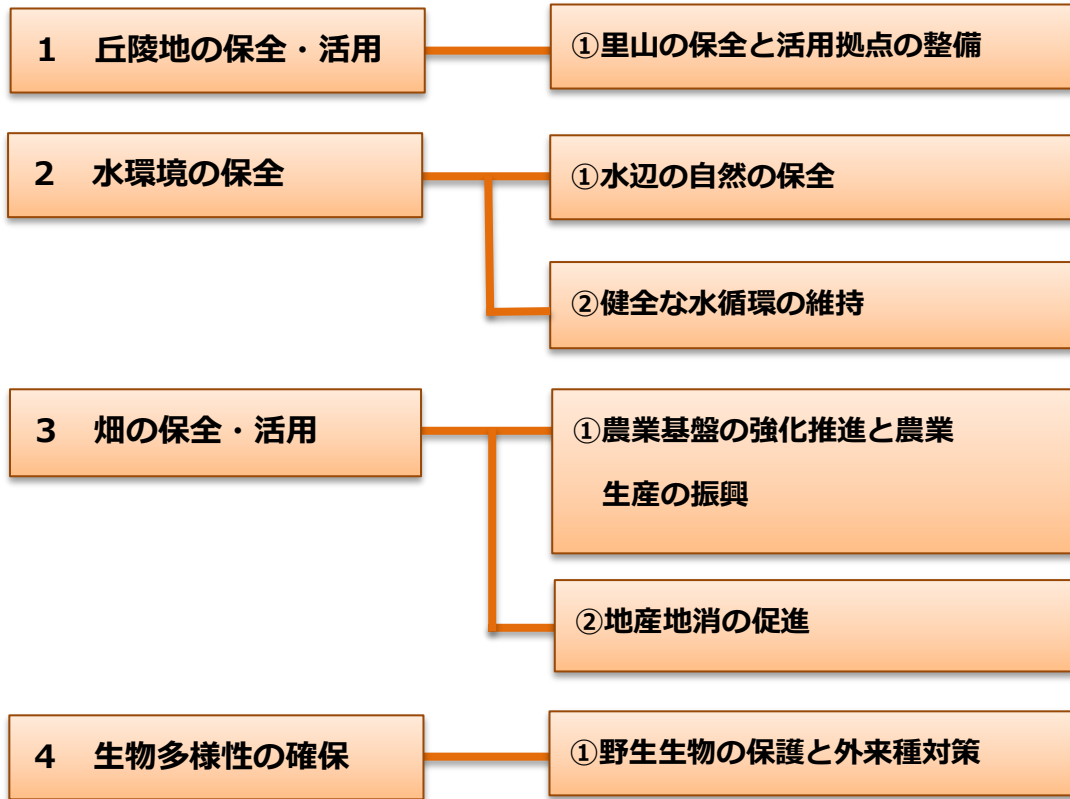 1 丘陵地の保全・活用
①里山の保全と活用拠点の整備
2 水環境の保全
①水辺の自然の保全
②健全な水循環の維持
3 畑の保全・活用
①農業基盤の強化推進と農業
生産の振興
②地産地消の促進
4 生物多様性の確保
①野生生物の保護と外来種対策